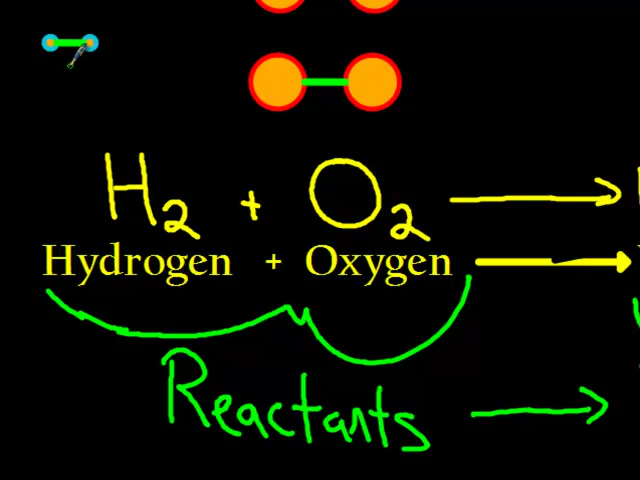 H2 + O2
Hydrogen + Oxygen
Reactants